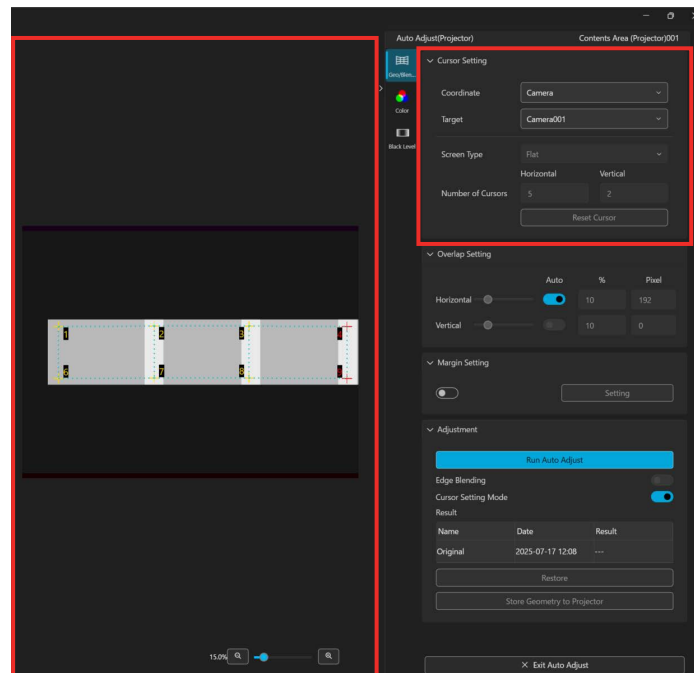 Auto Adjust(Projector) Contents Area (Projector)001
Geo/Blen...
Color
Black Level
Cursor Setting
Coordinate Camera
Target Camera001
Screen Type Flat
Horizontal Vertical
Number of Cursors 5 2
Reset Cursor
Overlap Setting
Auto % Pixel
Horizontal 10 192
Vertical 10 0
Margin Setting
Setting
Adjustment
Run Auto Adjust
Edge Blending
Cursor Setting Mode
Result
Name Date Result
Original 2025-07-17 12:08 ---
Restore
Store Geometry to Projector
Exit Auto Adjust
1 2 3
6 7 8
15.0%